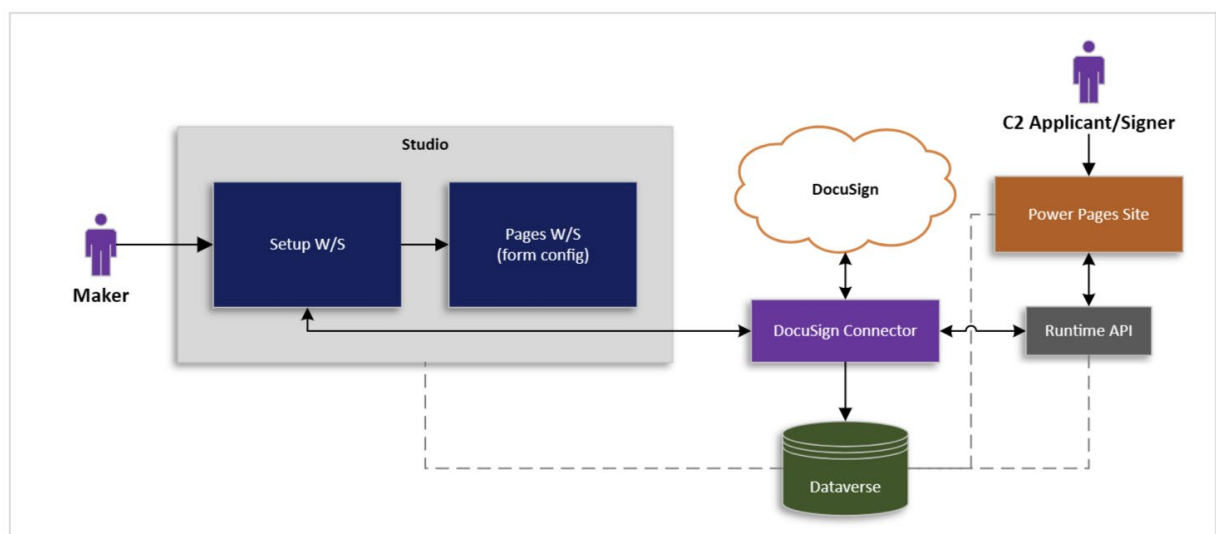 C2 Applicant/Signer
Studio
DocuSign
Power Pages Site
Setup W/S
Pages W/S
(form config)
Maker
DocuSign Connector
Runtime API
Dataverse